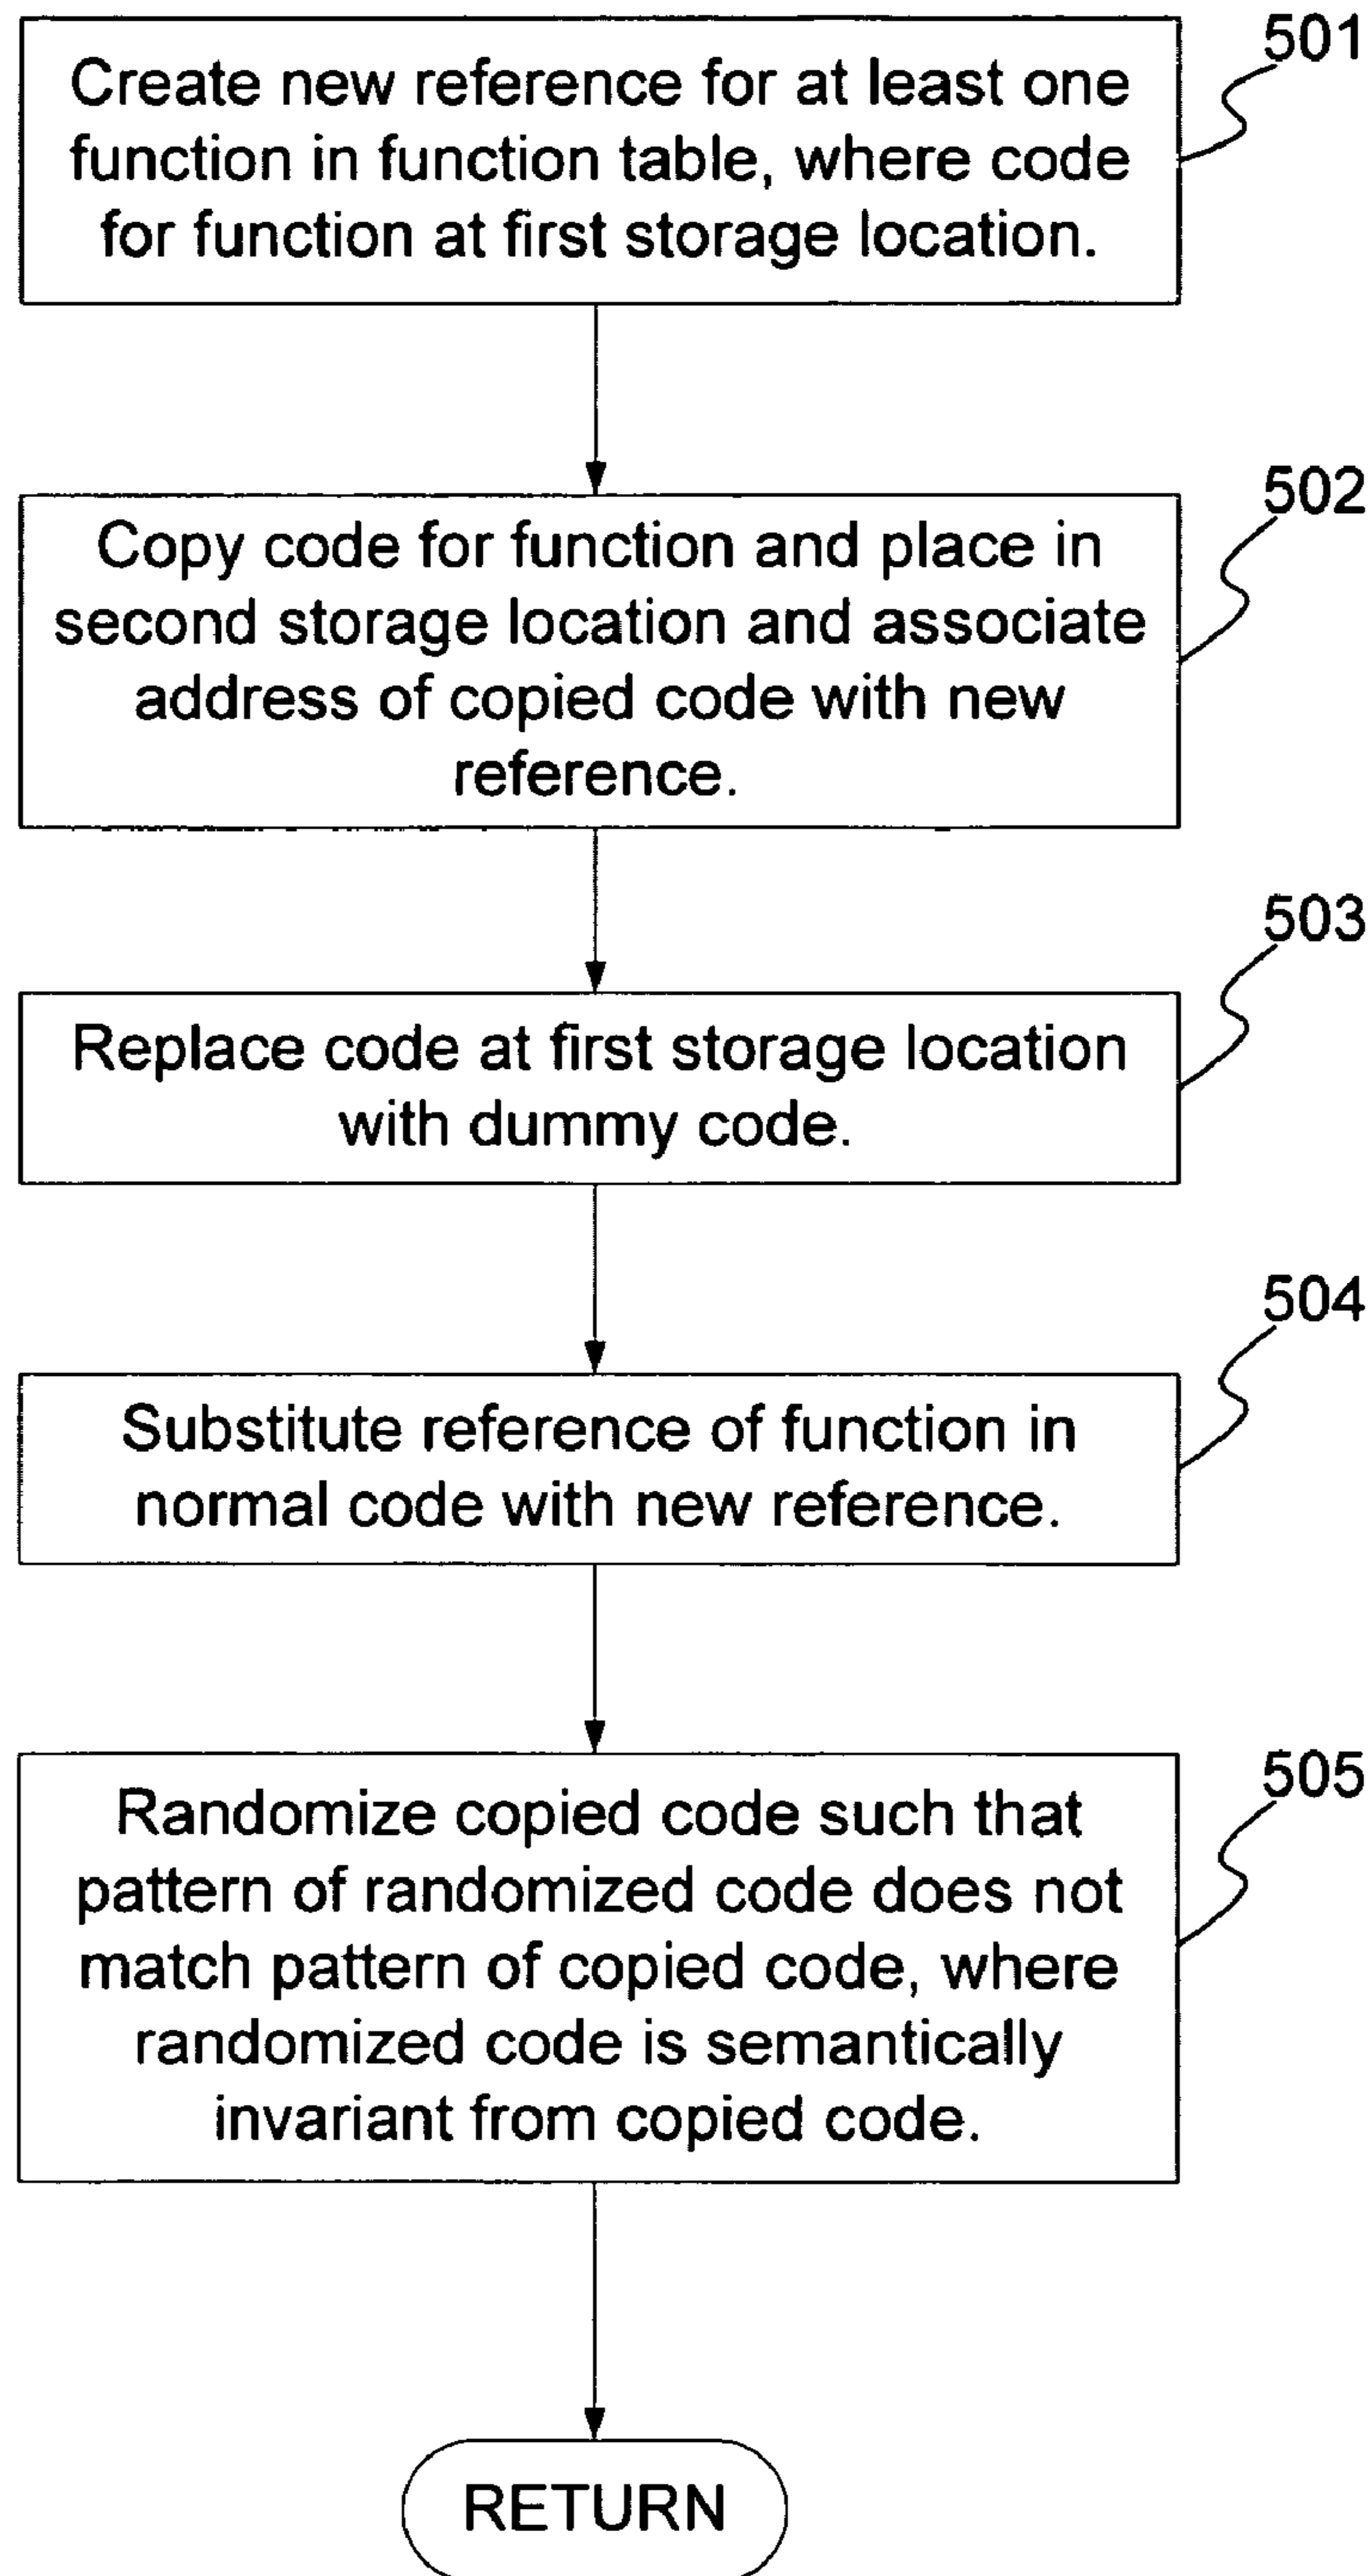 501
Create new reference for at least one
function in function table, where code
for function at first storage location.
502
Copy code for function and place in
second storage location and associate
address of copied code with new
reference.
503
Replace code at first storage location
with dummy code.
504
Substitute reference of function in
normal code with new reference.
505
Randomize copied code such that
pattern of randomized code does not
match pattern of copied code, where
randomized code is semantically
invariant from copied code.
RETURN